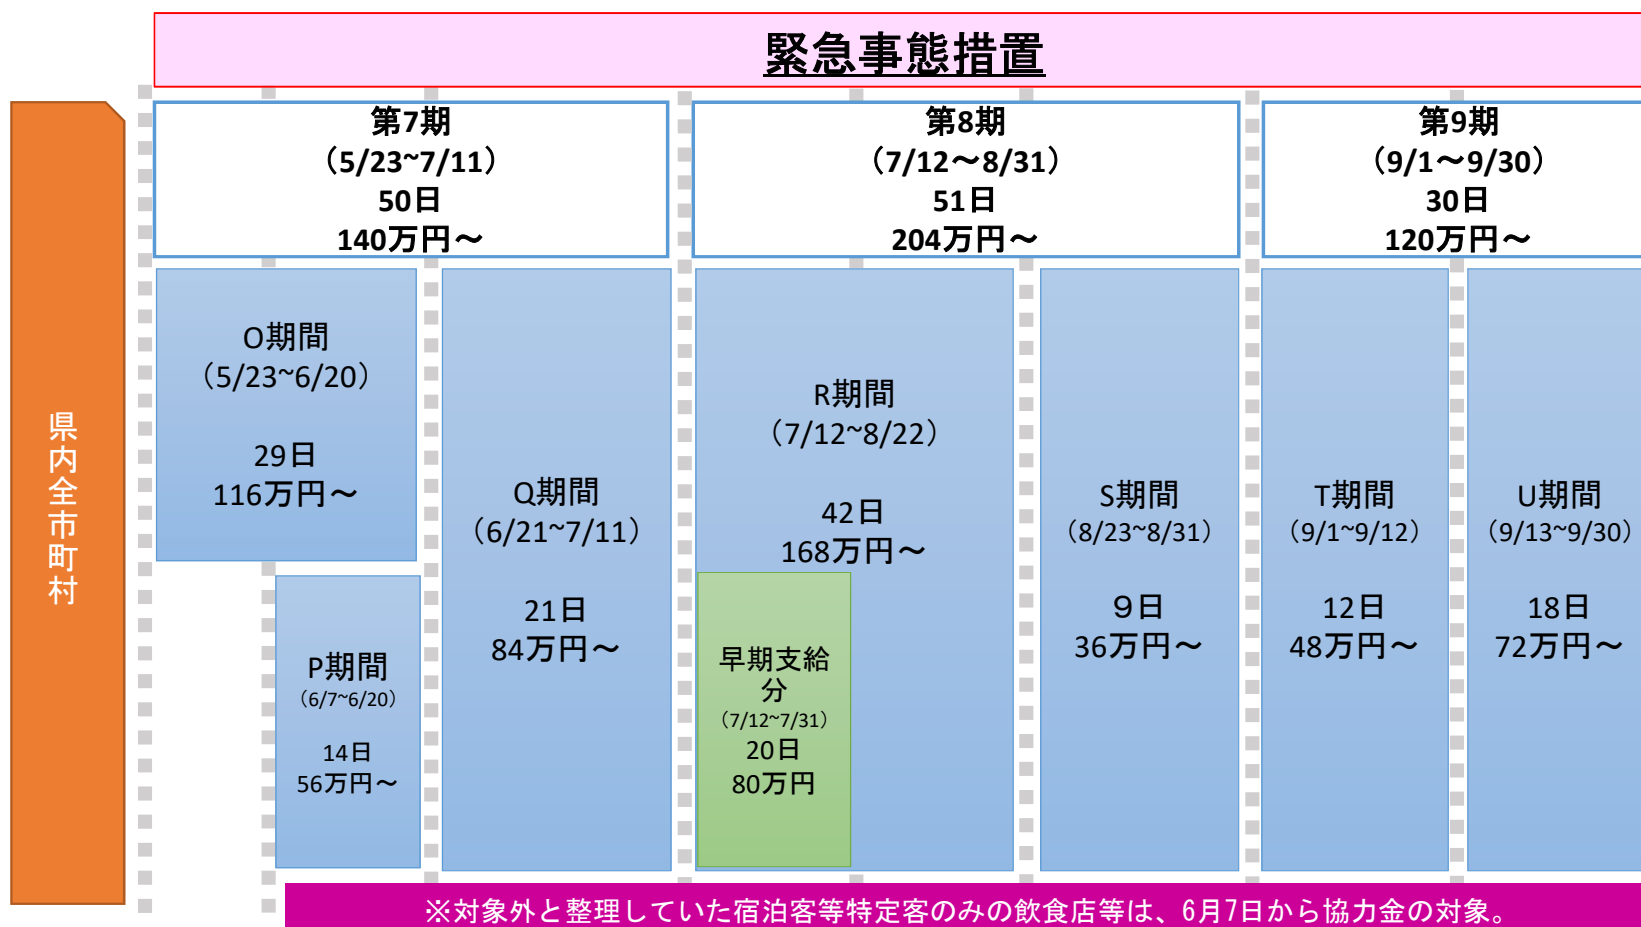 緊急事態措置
県内全市町村
第7期
（5/23~7/11）
50日
140万円～
第8期
（7/12～8/31）
51日
204万円～
第9期
（9/1～9/30）
30日
120万円～
O期間
（5/23~6/20）
29日
116万円～
P期間
（6/7~6/20）
14日
56万円～
Q期間
（6/21~7/11）
21日
84万円～
R期間
（7/12~8/22）
42日
168万円～
早期支給
分
（7/12~7/31）
20日
80万円
S期間
（8/23~8/31）
９日
36万円～
T期間
（9/1~9/12）
12日
48万円～
U期間
（9/13~9/30）
18日
72万円～
※対象外と整理していた宿泊客等特定客のみの飲食店等は、6月7日から協力金の対象。